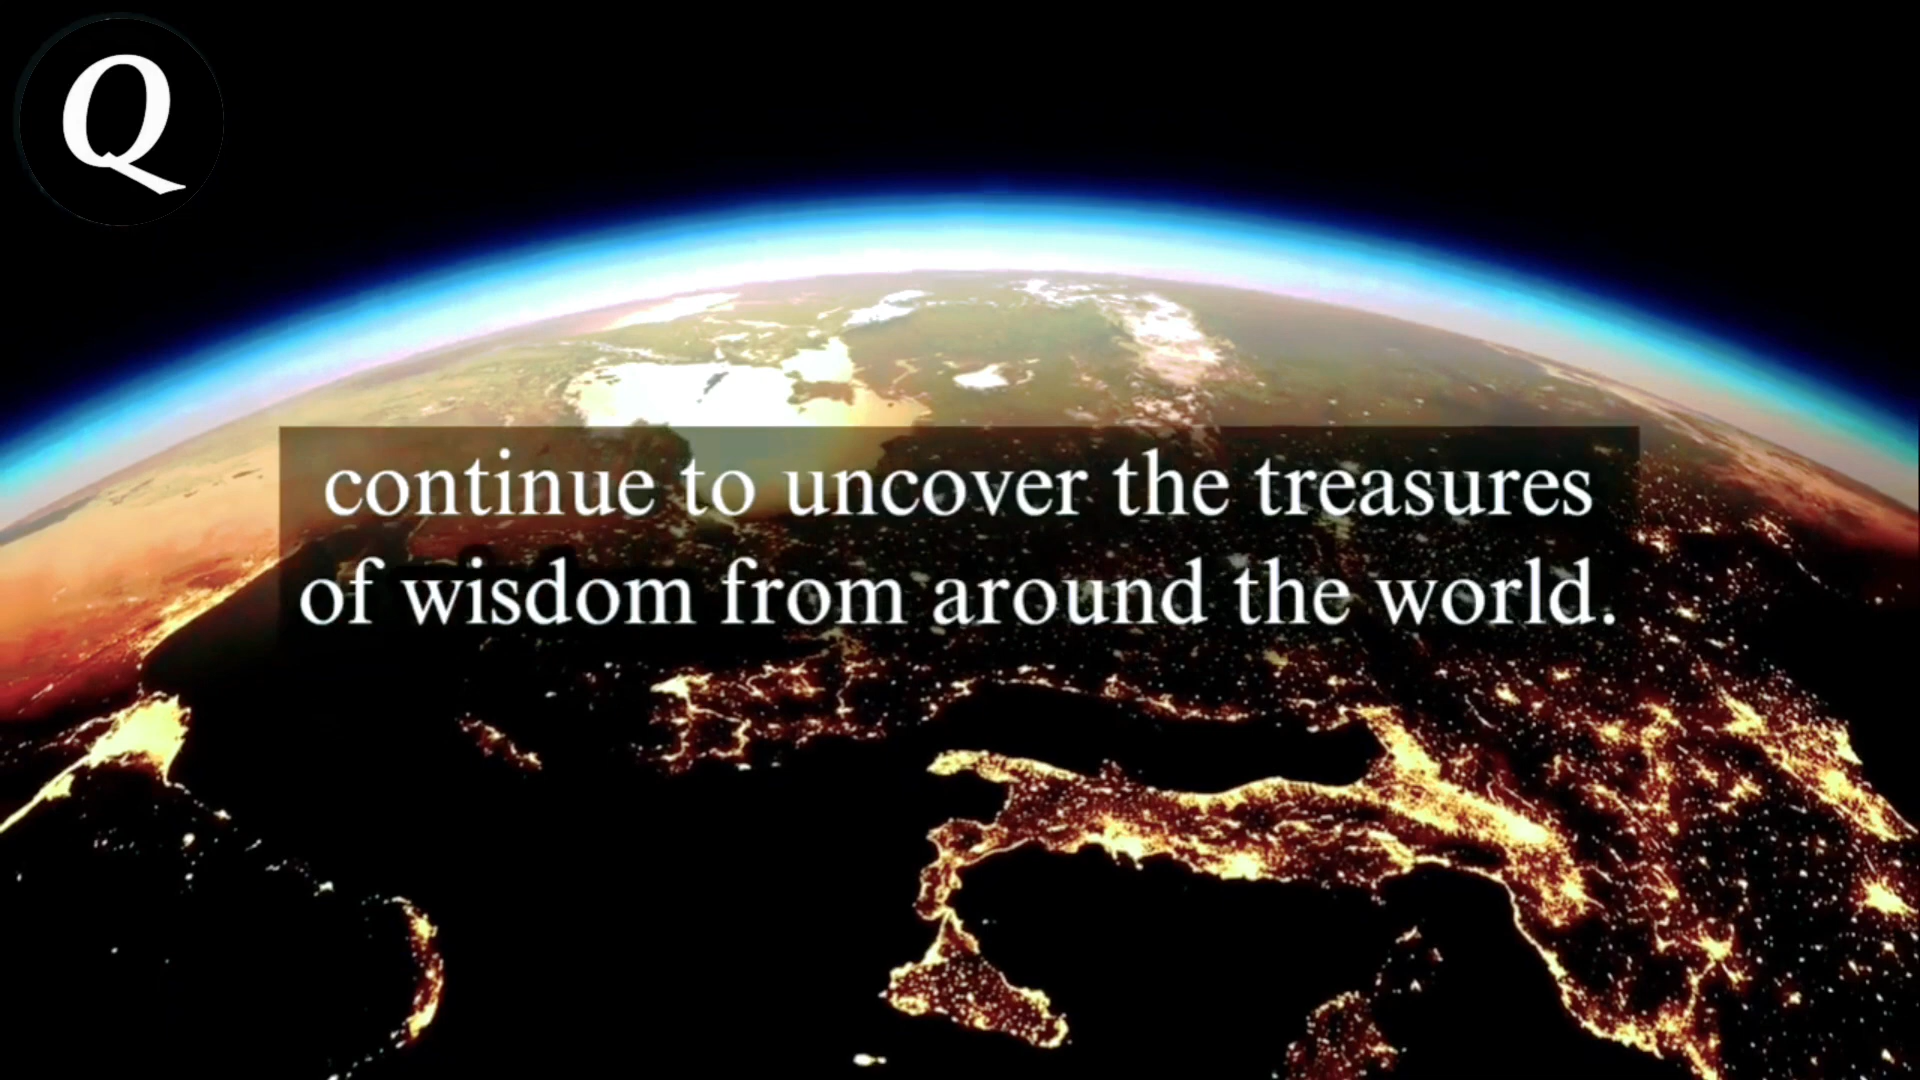 Q
continue to uncover the treasures
of wisdom from around the world.